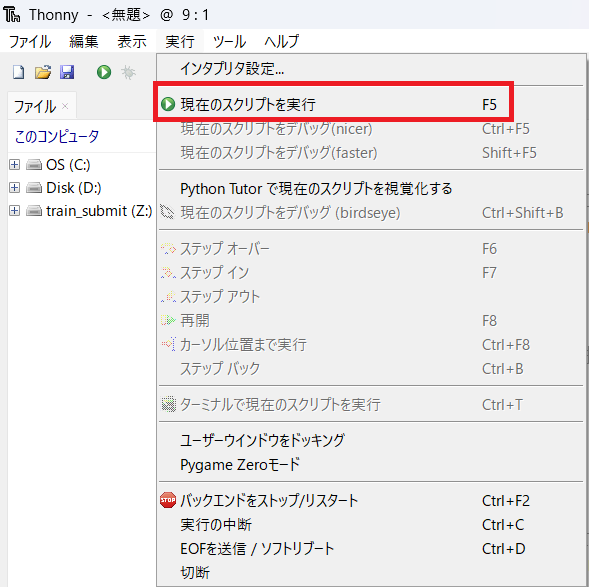 Thonny - <無題> @ 9 : 1
ファイル 編集 表示 実行 ツール ヘルプ
ファイル ×
このコンピュータ
OS (C:)
Disk (D:)
train_submit (Z:)
インタプリタ設定...
現在のスクリプトを実行 F5
現在のスクリプトをデバッグ(nicer) Ctrl+F5
現在のスクリプトをデバッグ(faster) Shift+F5
Python Tutor で現在のスクリプトを視覚化する
現在のスクリプトをデバッグ (birdseye) Ctrl+Shift+B
ステップ オーバー F6
ステップ イン F7
ステップ アウト
再開 F8
カーソル位置まで実行 Ctrl+F8
ステップ バック Ctrl+B
ターミナルで現在のスクリプトを実行 Ctrl+T
ユーザーウインドウをドッキング
Pygame Zeroモード
STOP バックエンドをストップ/リスタート Ctrl+F2
実行の中断 Ctrl+C
EOFを送信 / ソフトリブート Ctrl+D
切断